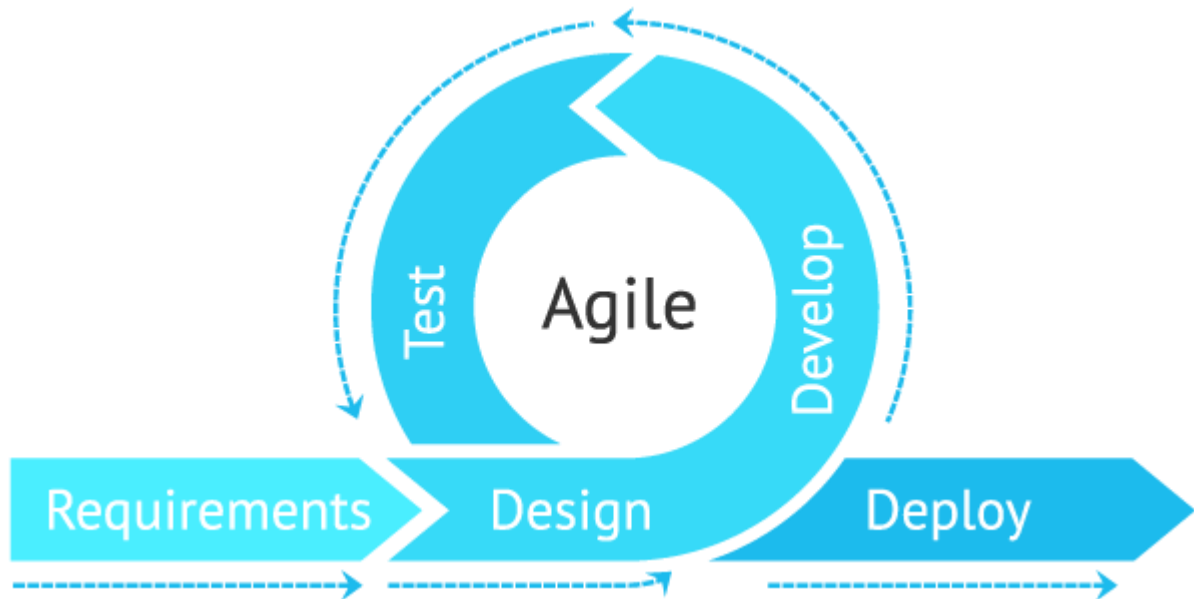 Agile
Test
Develop
Requirements
Design
Deploy